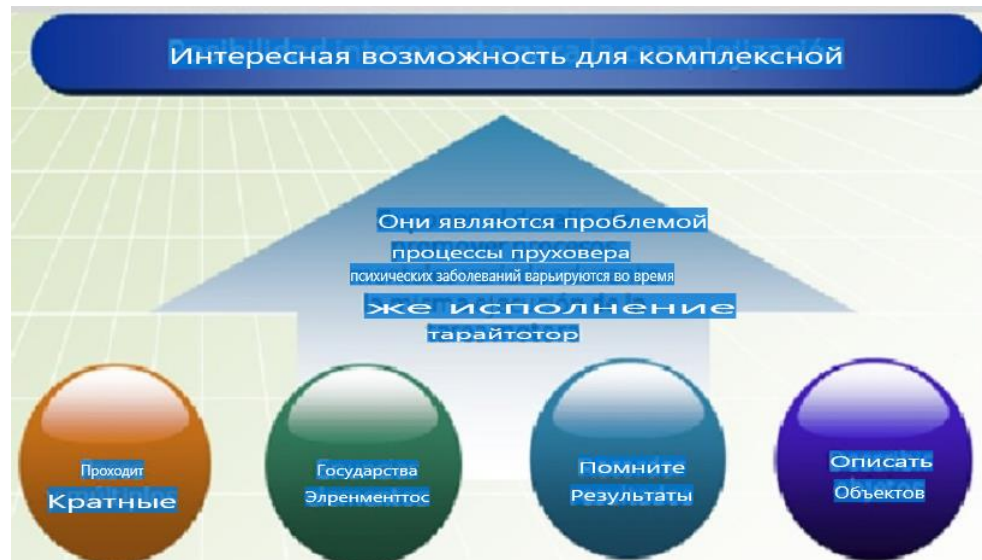 Интересная возможность для комплексной
Они являются проблемой
процессы пруховера
психических заболеваний варьируются во время
же исполнение
тарайтотор
Проходит
Кратные
Государства
Элренменттос
Помните
Результаты
Описать
Объектов